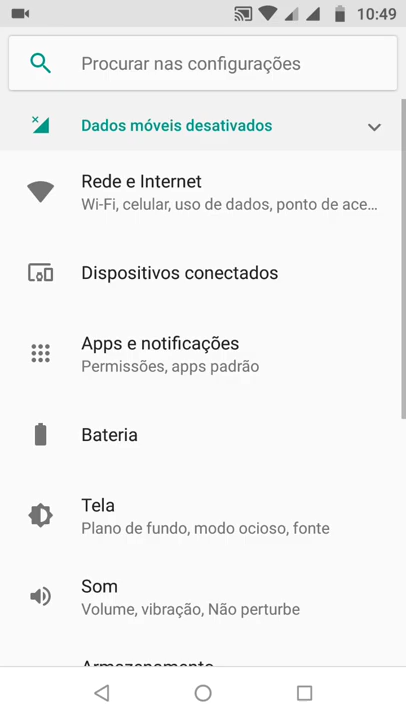 10:49
Procurar nas configurações
Dados móveis desativados
Rede e Internet
Wi-Fi, celular, uso de dados, ponto de ace...
Dispositivos conectados
Apps e notificações
Permissões, apps padrão
Bateria
Tela
Plano de fundo, modo ocioso, fonte
Som
Volume, vibração, Não perturbe
Armazenamento